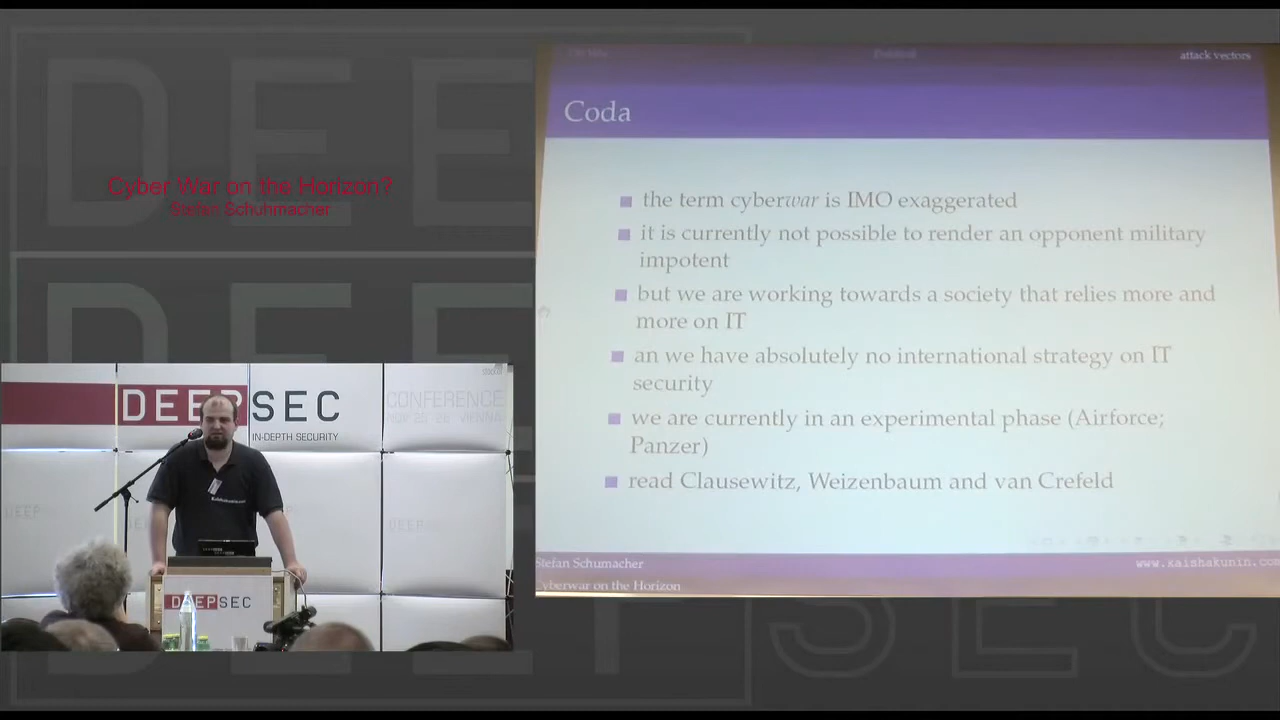 Cyber War on the Horizon?
Stefan Schuhmacher
attack vectors
Coda
the term cyberwar is IMO exaggerated
it is currently not possible to render an opponent military
impotent
but we are working towards a society that relies more and
more on IT
an we have absolutely no international strategy on IT
security
we are currently in an experimental phase (Airforce;
Panzer)
read Clausewitz, Weizenbaum and van Crefeld
Stefan Schumacher
www.kaishakunin.com
Cyberwar on the Horizon
DEEPSEC
IN-DEPTH SECURITY
CONFERENCE
DEEPSEC